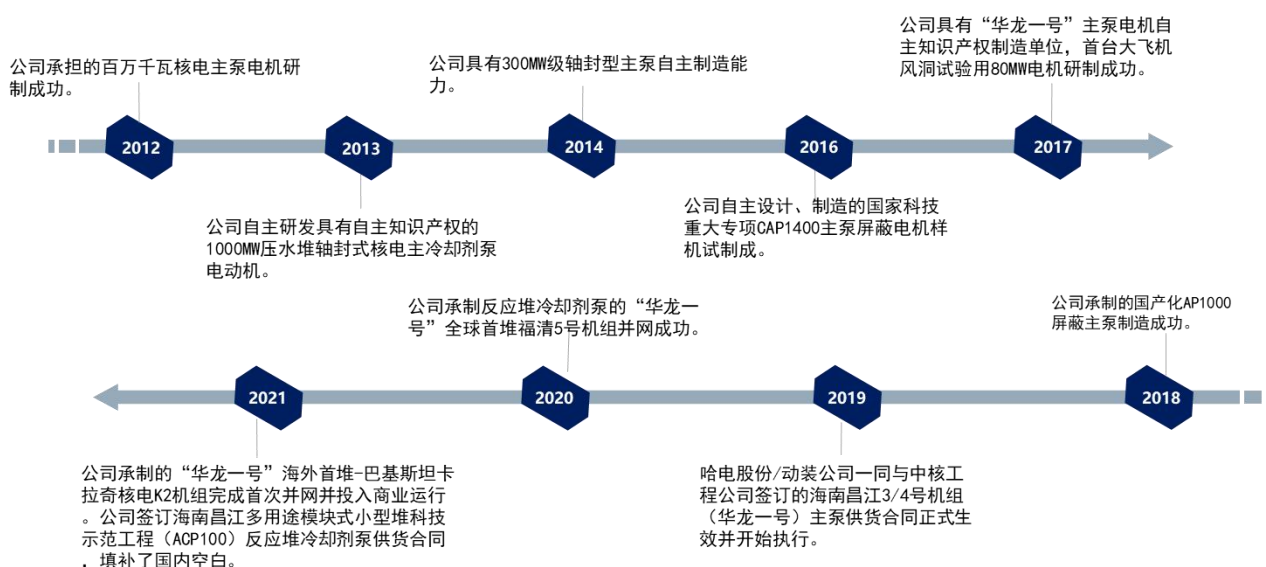 公司承担的百万千瓦核电主泵电机研
制成功。
2012
公司自主研发具有自主知识产权的
1000MW压水堆轴封式核电主冷却剂泵
电动机。
2013
公司具有300MW级轴封型主泵自主制造能
力。
2014
公司自主设计、制造的国家科技
重大专项CAP1400主泵屏蔽电机样
机试制成。
2016
公司具有“华龙一号”主泵电机自
主知识产权制造单位，首台大飞机
风洞试验用80MW电机研制成功。
2017
公司承制的国产化AP1000
屏蔽主泵制造成功。
2018
哈电股份/动装公司一同与中核工
程公司签订的海南昌江3/4号机组
（华龙一号）主泵供货合同正式生
效并开始执行。
2019
公司承制反应堆冷却剂泵的“华龙一
号”全球首堆福清5号机组并网成功。
2020
公司承制的“华龙一号”海外首堆-巴基斯坦卡
拉奇核电K2机组完成首次并网并投入商业运行
。公司签订海南昌江多用途模块式小型堆科技
示范工程（ACP100）反应堆冷却剂泵供货合同
，填补了国内空白。
2021